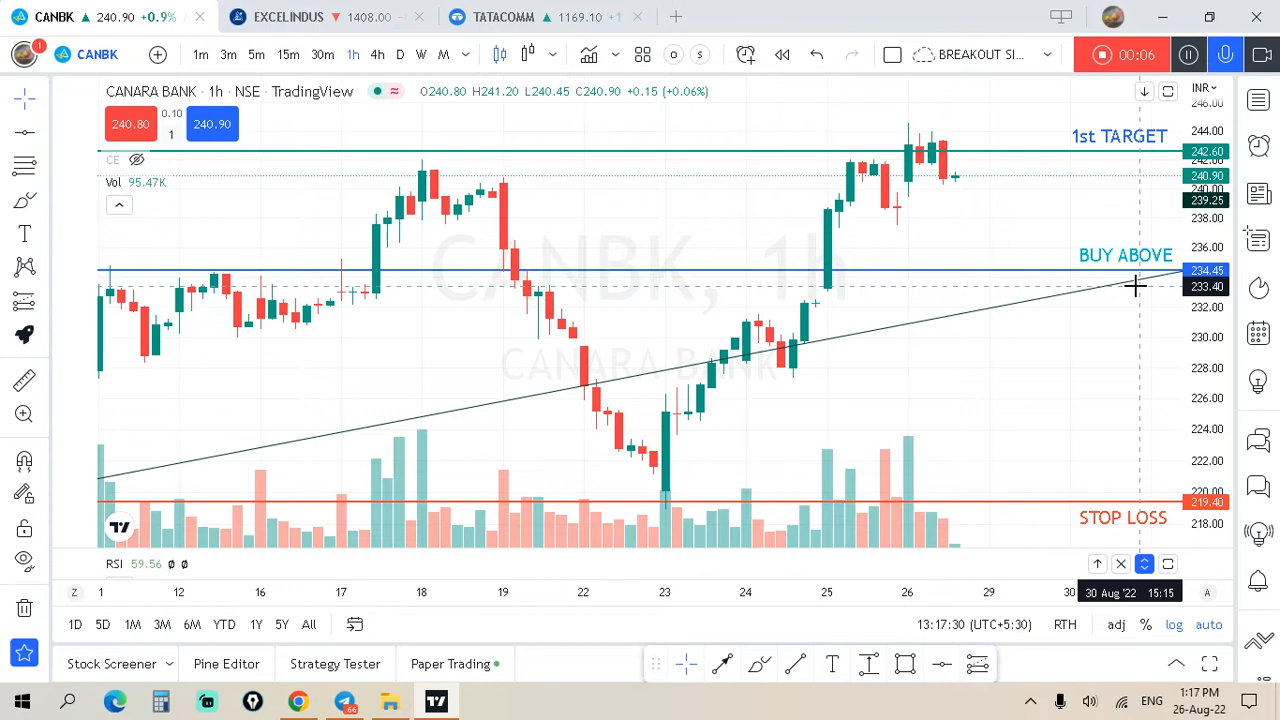 CANBK ▲ 240.90 +0.9%
EXCELINDUS ▼ 1408.00
TATACOMM ▲ 1169.10 +1
1
CANBK
1m 3m 5m 15m 30m 1h 4h D W M
BREAKOUT SI...
00:06
CANARA BANK · 1h · NSE · TradingView
O240.80 H241.20 L240.45 C240.90 +0.15 (+0.06%)
INR
240.80
0.10
1
240.90
CE
Vol 95.47K
1st TARGET
BUY ABOVE
STOP LOSS
CANBK, 1h
CANARA BANK
246.00
244.00
242.60
242.00
240.90
240.00
239.25
238.00
236.00
234.45
233.40
232.00
230.00
228.00
226.00
224.00
222.00
220.00
219.40
218.00
RSI 59.56 ø ø
Z
1 12 16 17 18 19 22 23 24 25 26 29 30
30 Aug '22 15:15
A
1D 5D 1M 3M 6M YTD 1Y 5Y All
13:17:30 (UTC+5:30)
RTH
adj % log auto
Stock Screener
Pine Editor
Strategy Tester
Paper Trading
66
ENG
1:17 PM
26-Aug-22